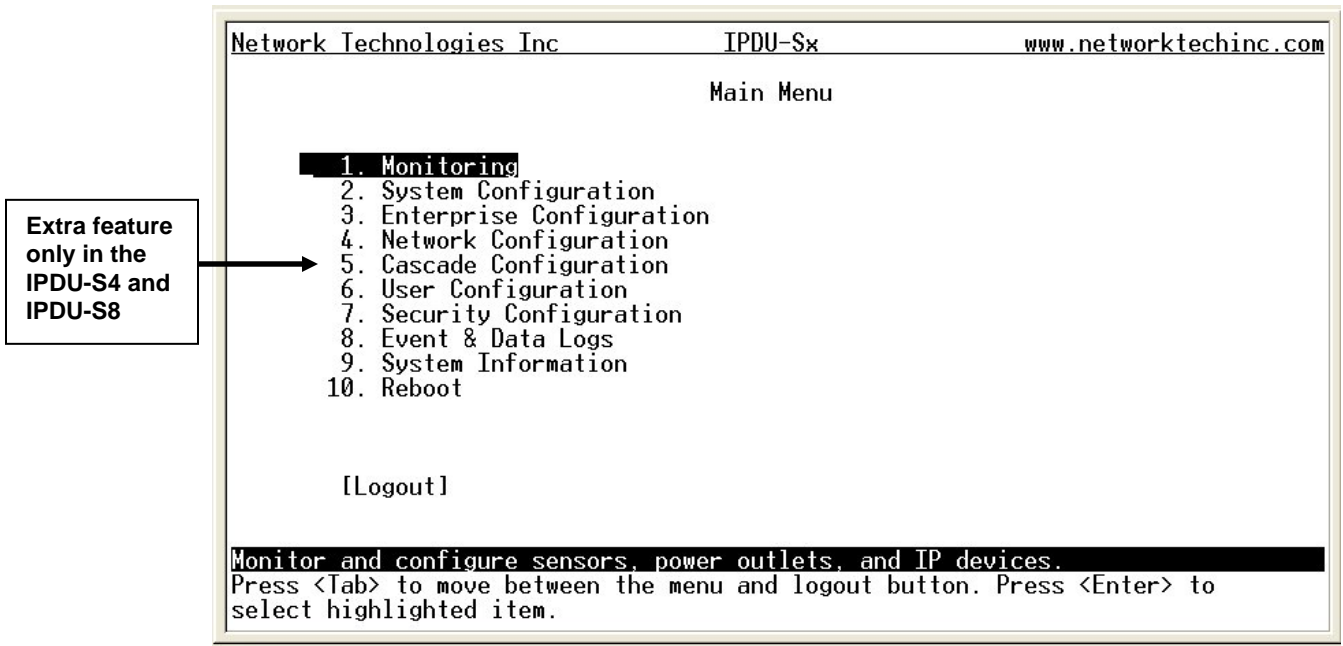 Network Technologies Inc IPDU-Sx www.networktechinc.com
Main Menu
1. Monitoring
2. System Configuration
3. Enterprise Configuration
4. Network Configuration
5. Cascade Configuration
6. User Configuration
7. Security Configuration
8. Event & Data Logs
9. System Information
10. Reboot
[Logout]
Monitor and configure sensors, power outlets, and IP devices.
Press <Tab> to move between the menu and logout button. Press <Enter> to
select highlighted item.
Extra feature
only in the
IPDU-S4 and
IPDU-S8